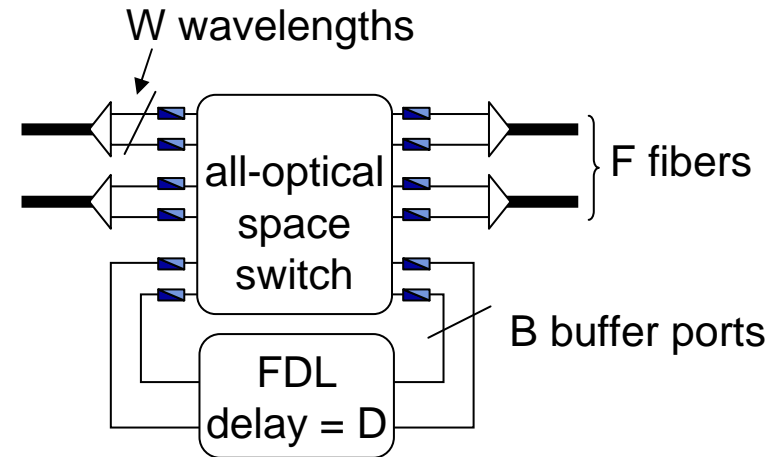 W wavelengths
all-optical
space
switch
F fibers
B buffer ports
FDL
delay = D